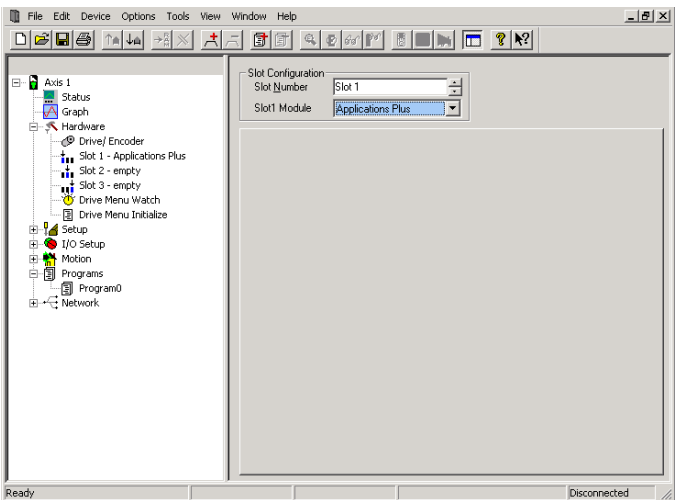 File Edit Device Options Tools View Window Help
Axis 1
Status
Graph
Hardware
Drive/ Encoder
Slot 1 - Applications Plus
Slot 2 - empty
Slot 3 - empty
Drive Menu Watch
Drive Menu Initialize
Setup
I/O Setup
Motion
Programs
Program0
Network
Slot Configuration
Slot Number Slot 1
Slot1 Module Applications Plus
Ready Disconnected